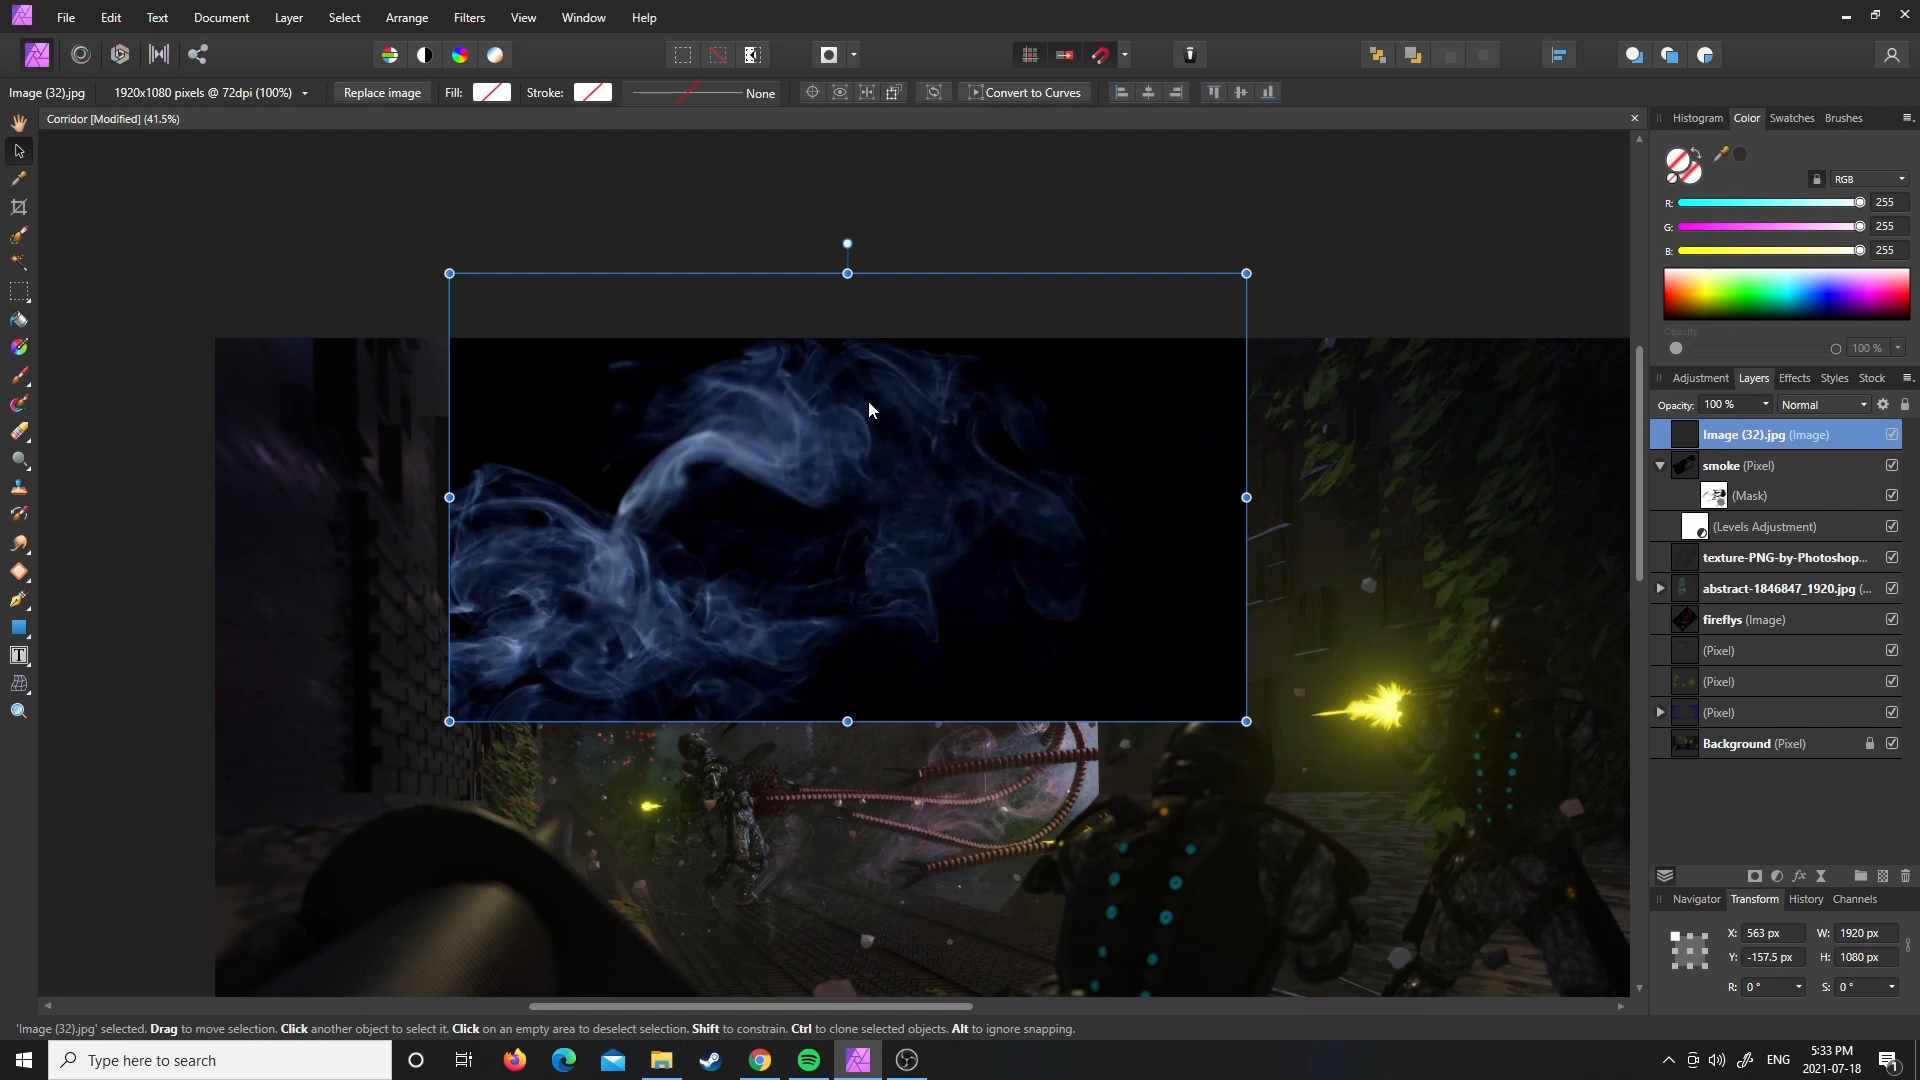 File Edit Text Document Layer Select Arrange Filters View Window Help
Image (32).jpg 1920x1080 pixels @ 72dpi (100%) Replace image Fill: Stroke: None Convert to Curves
Corridor [Modified] (41.5%)
Histogram Color Swatches Brushes
RGB
R: 255
G: 255
B: 255
Opacity
100 %
Adjustment Layers Effects Styles Stock
Opacity: 100 % Normal
Image (32).jpg (Image)
smoke (Pixel)
(Mask)
(Levels Adjustment)
texture-PNG-by-Photoshop...
abstract-1846847_1920.jpg (...
fireflys (Image)
(Pixel)
(Pixel)
(Pixel)
Background (Pixel)
Navigator Transform History Channels
X: 563 px W: 1920 px
Y: -157.5 px H: 1080 px
R: 0 ° S: 0 °
'Image (32).jpg' selected. Drag to move selection. Click another object to select it. Click on an empty area to deselect selection. Shift to constrain. Ctrl to clone selected objects. Alt to ignore snapping.
Type here to search
ENG
5:33 PM
2021-07-18
1